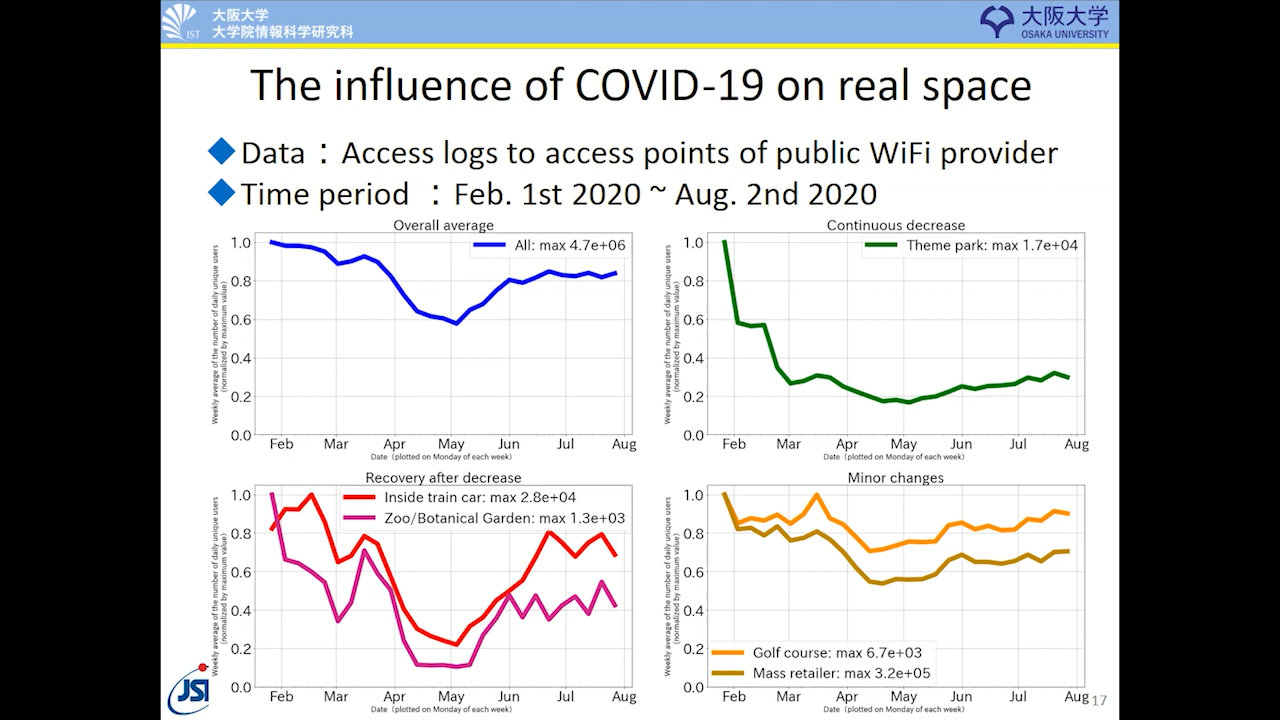 IST
大阪大学
大学院情報科学研究科
大阪大学
OSAKA UNIVERSITY
The influence of COVID-19 on real space
Data：Access logs to access points of public WiFi provider
Time period ：Feb. 1st 2020 ~ Aug. 2nd 2020
Overall average
All: max 4.7e+06
Weekly average of the number of daily unique users
(normalized by maximum value)
1.0
0.8
0.6
0.4
0.2
0.0
Feb Mar Apr May Jun Jul Aug
Date (plotted on Monday of each week)
Continuous decrease
Theme park: max 1.7e+04
Weekly average of the number of daily unique users
(normalized by maximum value)
1.0
0.8
0.6
0.4
0.2
0.0
Feb Mar Apr May Jun Jul Aug
Date (plotted on Monday of each week)
Recovery after decrease
Inside train car: max 2.8e+04
Zoo/Botanical Garden: max 1.3e+03
Weekly average of the number of daily unique users
(normalized by maximum value)
1.0
0.8
0.6
0.4
0.2
0.0
Feb Mar Apr May Jun Jul Aug
Date (plotted on Monday of each week)
Minor changes
Weekly average of the number of daily unique users
(normalized by maximum value)
1.0
0.8
0.6
0.4
0.2
0.0
Golf course: max 6.7e+03
Mass retailer: max 3.2e+05
Feb Mar Apr May Jun Jul Aug
Date (plotted on Monday of each week)
JS
17